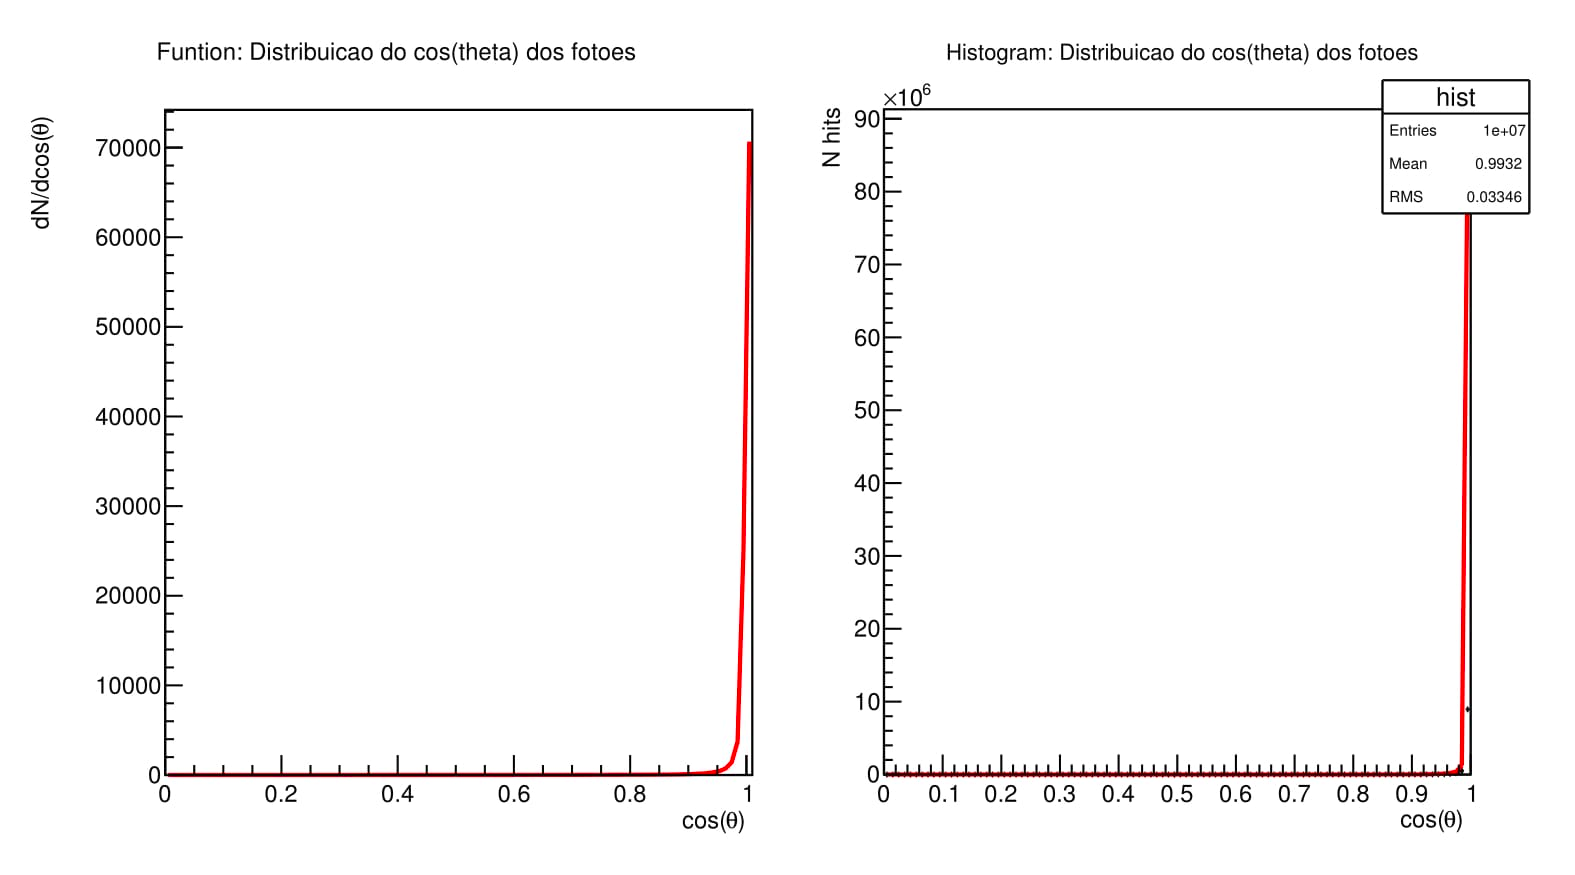 Funtion: Distribuicao do cos(theta) dos fotoes
dN/dcos(θ)
70000
60000
50000
40000
30000
20000
10000
0
0 0.2 0.4 0.6 0.8 1
cos(θ)
Histogram: Distribuicao do cos(theta) dos fotoes
×10⁶
N hits
90
80
70
60
50
40
30
20
10
0
0 0.1 0.2 0.3 0.4 0.5 0.6 0.7 0.8 0.9 1
cos(θ)
hist
Entries 1e+07
Mean 0.9932
RMS 0.03346